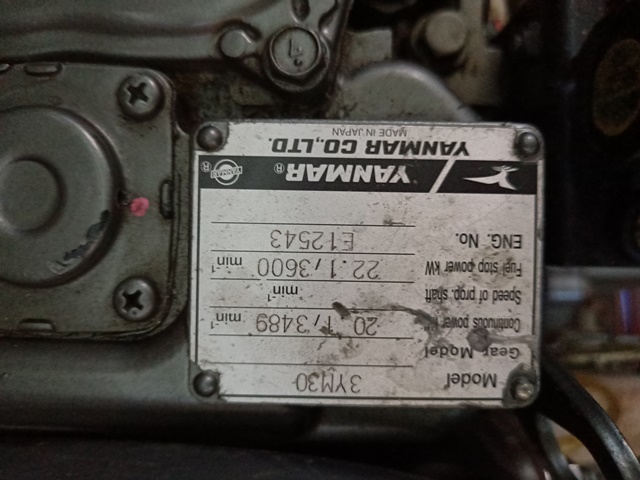 Model 3YM30
Gear Model
Continuous power kW 20.1/3489 min⁻¹
Speed of prop. shaft min⁻¹
Fuel stop power kW 22.1/3600 min⁻¹
ENG. No. E12543
YANMAR® YANMAR®
YANMAR CO.,LTD.
MADE IN JAPAN